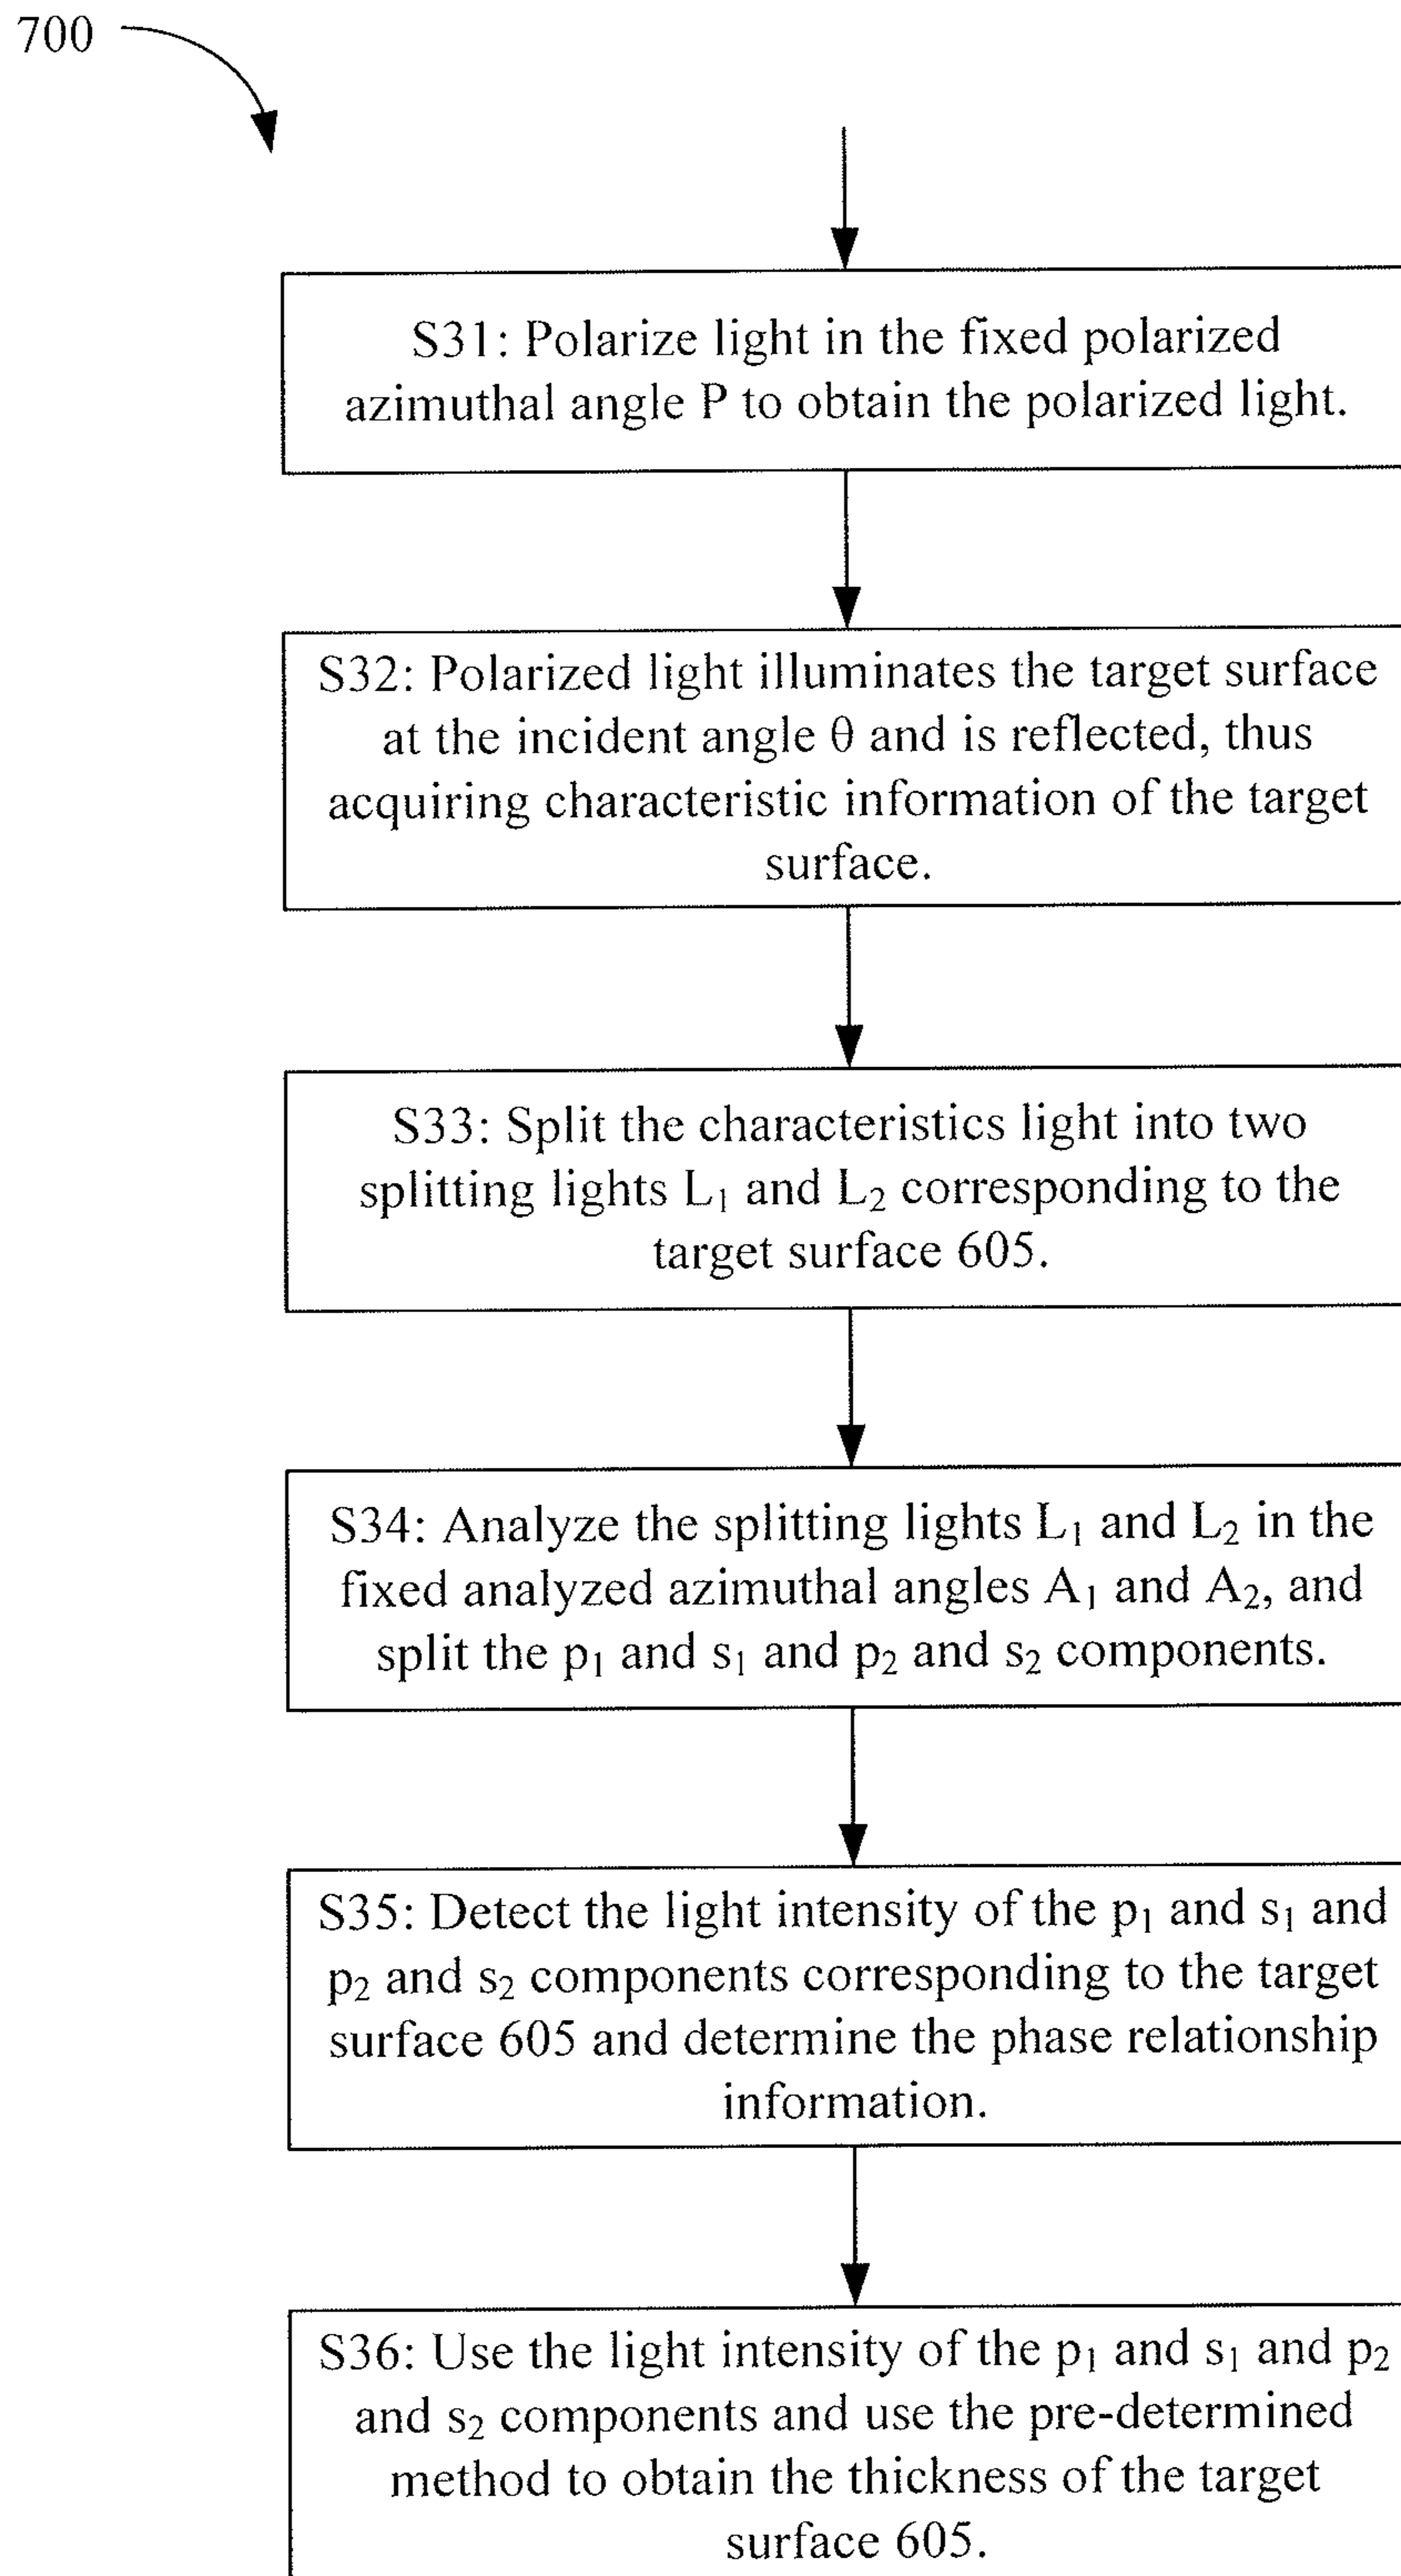 700
S31: Polarize light in the fixed polarized
azimuthal angle P to obtain the polarized light.
S32: Polarized light illuminates the target surface
at the incident angle θ and is reflected, thus
acquiring characteristic information of the target
surface.
S33: Split the characteristics light into two
splitting lights L₁ and L₂ corresponding to the
target surface 605.
S34: Analyze the splitting lights L₁ and L₂ in the
fixed analyzed azimuthal angles A₁ and A₂, and
split the p₁ and s₁ and p₂ and s₂ components.
S35: Detect the light intensity of the p₁ and s₁ and
p₂ and s₂ components corresponding to the target
surface 605 and determine the phase relationship
information.
S36: Use the light intensity of the p₁ and s₁ and p₂
and s₂ components and use the pre-determined
method to obtain the thickness of the target
surface 605.